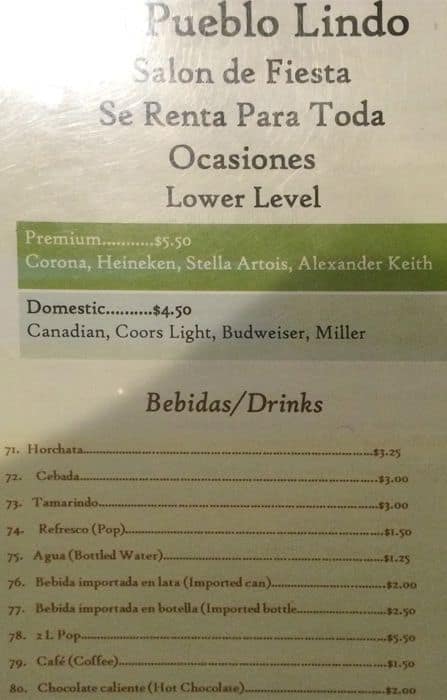 Pueblo Lindo
Salon de Fiesta
Se Renta Para Toda
Ocasiones
Lower Level
Premium...........$5.50
Corona, Heineken, Stella Artois, Alexander Keith
Domestic..........$4.50
Canadian, Coors Light, Budweiser, Miller
Bebidas/Drinks
71. Horchata..........$3.25
72. Cebada..........$3.00
73. Tamarindo..........$3.00
74. Refresco (Pop)..........$1.50
75. Agua (Bottled Water)..........$1.25
76. Bebida importada en lata (Imported can)..........$2.00
77. Bebida importada en botella (Imported bottle..........$2.50
78. 2 L Pop..........$5.50
79. Café (Coffee)..........$1.50
80. Chocolate caliente (Hot Chocolate)..........$2.00